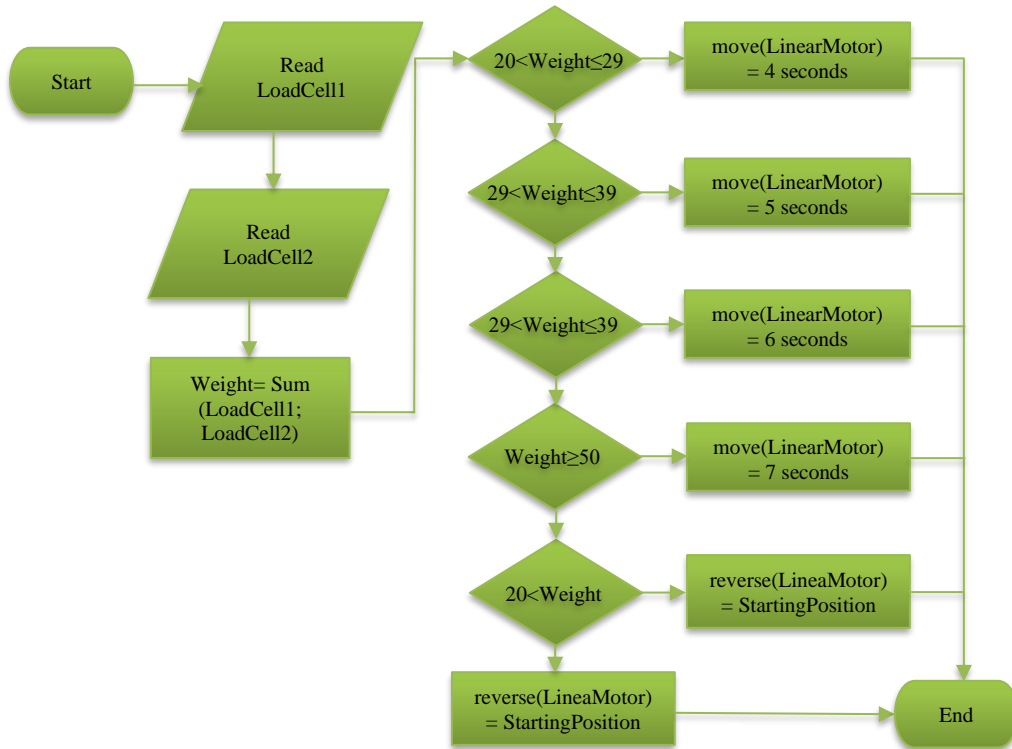 Start
Read
LoadCell1
Read
LoadCell2
Weight= Sum
(LoadCell1;
LoadCell2)
20<Weight≤29
move(LinearMotor)
= 4 seconds
29<Weight≤39
move(LinearMotor)
= 5 seconds
29<Weight≤39
move(LinearMotor)
= 6 seconds
Weight≥50
move(LinearMotor)
= 7 seconds
20<Weight
reverse(LineaMotor)
= StartingPosition
reverse(LineaMotor)
= StartingPosition
End